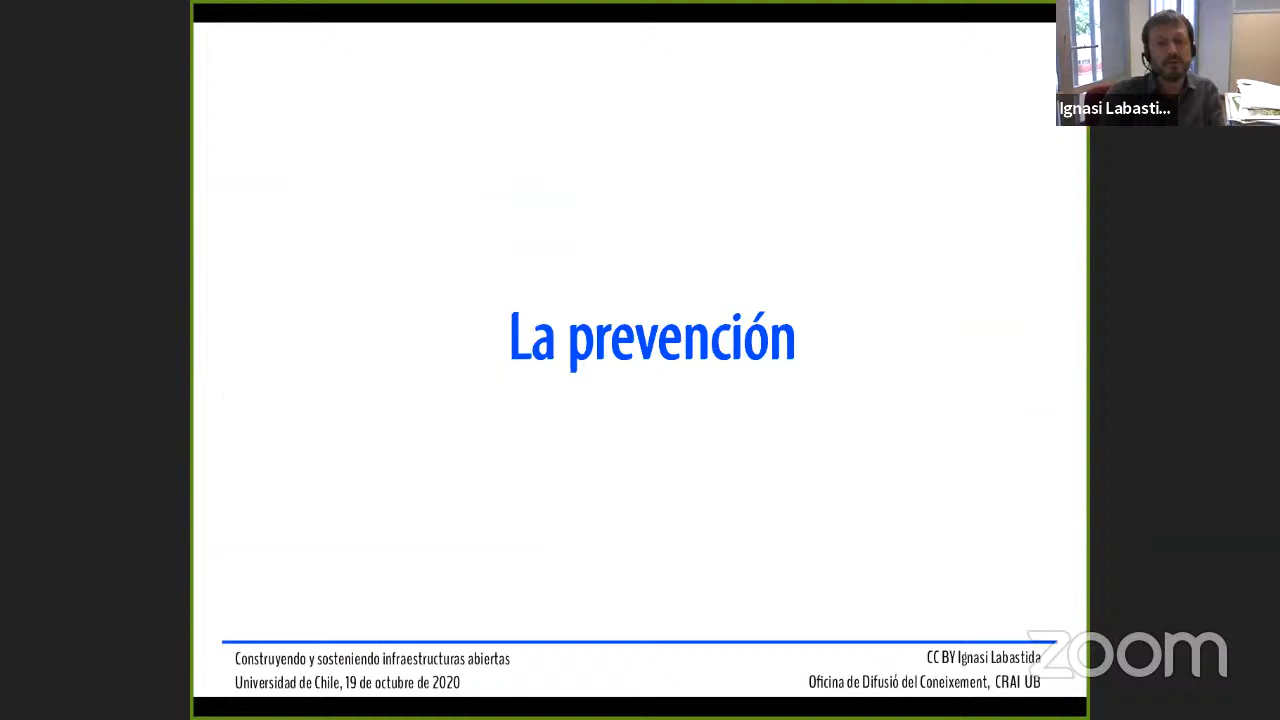 Ignasi Labasti...
La prevención
Construyendo y sosteniendo infraestructuras abiertas
Universidad de Chile, 19 de octubre de 2020
CC BY Ignasi Labastida
Oficina de Difusió del Coneixement, CRAI UB
zoom